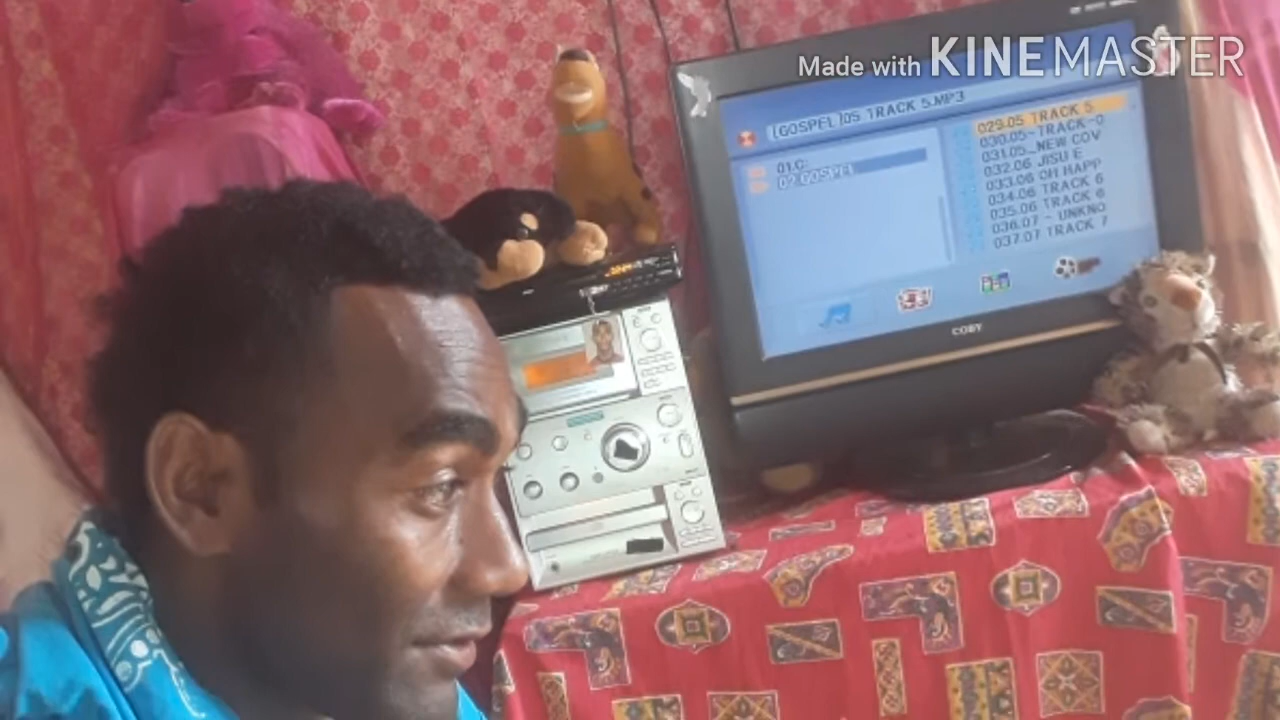 Made with KINEMASTER
[GOSPEL]05 TRACK 5.MP3
01.G:
02.GOSPEL
029.05 TRACK 5
030.05-TRACK-0
031.05_NEW COV
032.06 JISU E
033.06 OH HAPP
034.06 TRACK 6
035.06 TRACK 6
036.07 - UNKNO
037.07 TRACK 7
COBY